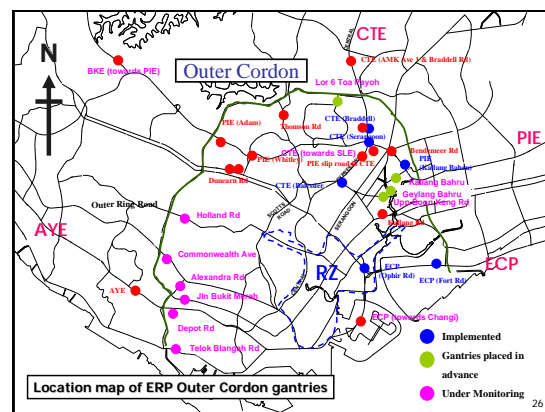 CTE
Outer Cordon
CTE (AMK Ave 1 & Braddell Rd)
BKE (towards PIE)
Lor 6 Toa Payoh
N
Thomson Rd
CTE (Braddell)
PIE (Adam)
CTE (Serangoon)
PIE
Bendemeer Rd
CTE (towards SLE)
PIE (Whitley)
PIE slip road to CTE
PIE
(Kallang Bahru)
Dunearn Rd
Kallang Bahru
Geylang Bahru
Upp Boon Keng Rd
Outer Ring Road
Holland Rd
SCOTTS ROAD
SERANGOON
Kallang Rd
AYE
Commonwealth Ave
RZ
ECP
ECP
(Ophir Rd)
ECP (Fort Rd)
Alexandra Rd
AYE
Jln Bukit Merah
Depot Rd
ECP (towards Changi)
Telok Blangah Rd
Implemented
Gantries placed in
advance
Under Monitoring
Location map of ERP Outer Cordon gantries
26